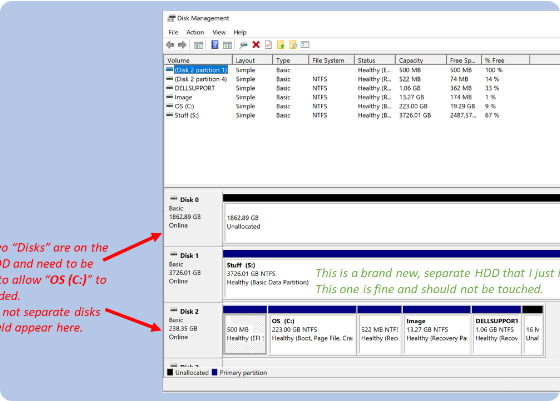 Disk Management
File Action View Help
Volume Layout Type File System Status Capacity Free Sp... % Free
(Disk 2 partition 1) Simple Basic Healthy (E... 500 MB 500 MB 100 %
(Disk 2 partition 4) Simple Basic NTFS Healthy (R... 522 MB 74 MB 14 %
DELLSUPPORT Simple Basic NTFS Healthy (R... 1.06 GB 362 MB 33 %
Image Simple Basic NTFS Healthy (R... 13.27 GB 174 MB 1 %
OS (C:) Simple Basic NTFS Healthy (B... 223.00 GB 19.29 GB 9 %
Stuff (S:) Simple Basic NTFS Healthy (B... 3726.01 GB 2487.57... 67 %
Disk 0
Basic
1862.89 GB
Online
1862.89 GB
Unallocated
"Disks" are on the
and need to be
to allow "OS (C:)" to
not separate disks
appear here.
Disk 1
Basic
3726.01 GB
Online
Stuff (S:)
3726.01 GB NTFS
Healthy (Basic Data Partition)
This is a brand new, separate HDD that I just
This one is fine and should not be touched.
Disk 2
Basic
238.35 GB
Online
500 MB
Healthy (EFI
OS (C:)
223.00 GB NTFS
Healthy (Boot, Page File, Cra
522 MB NTF
Healthy (Rec
Image
13.27 GB NTFS
Healthy (Recovery Pa
DELLSUPPORT
1.06 GB NTFS
Healthy (Recov
16 M
Unallocated Primary partition